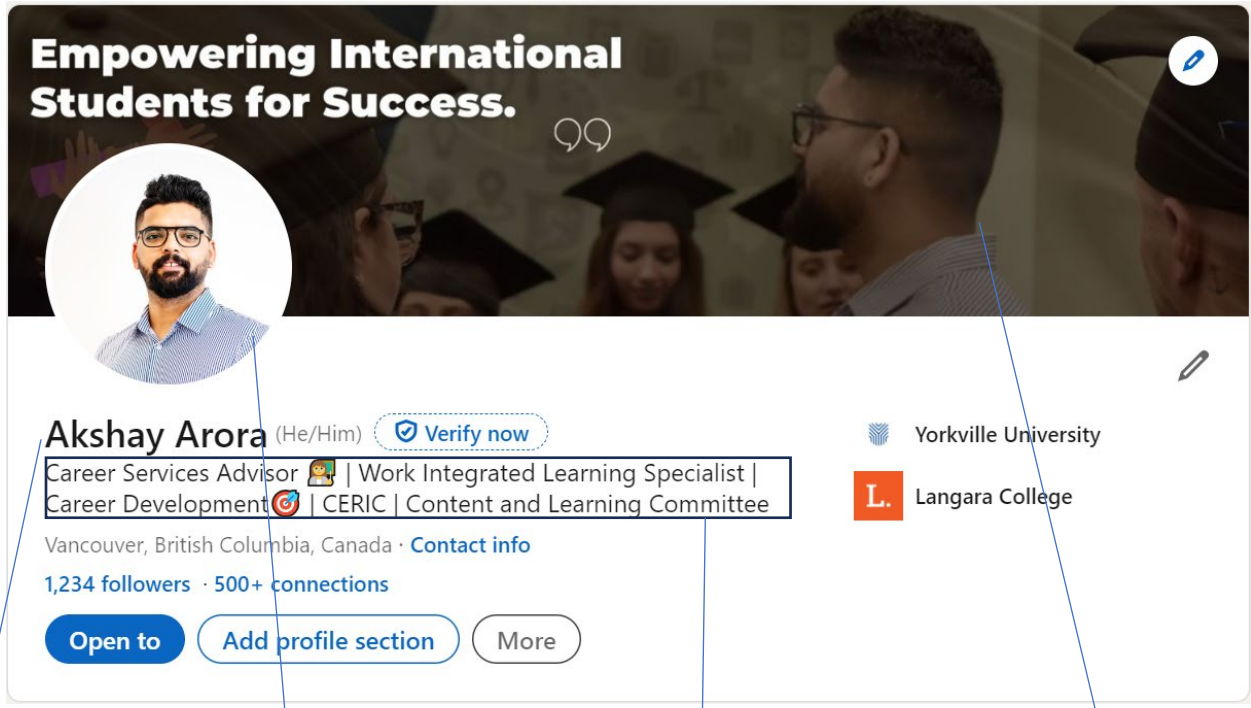 Empowering International
Students for Success.
Akshay Arora (He/Him) Verify now
Career Services Advisor 👩‍🏫 | Work Integrated Learning Specialist |
Career Development🎯 | CERIC | Content and Learning Committee
Vancouver, British Columbia, Canada · Contact info
1,234 followers · 500+ connections
Open to Add profile section More
Yorkville University
L. Langara College